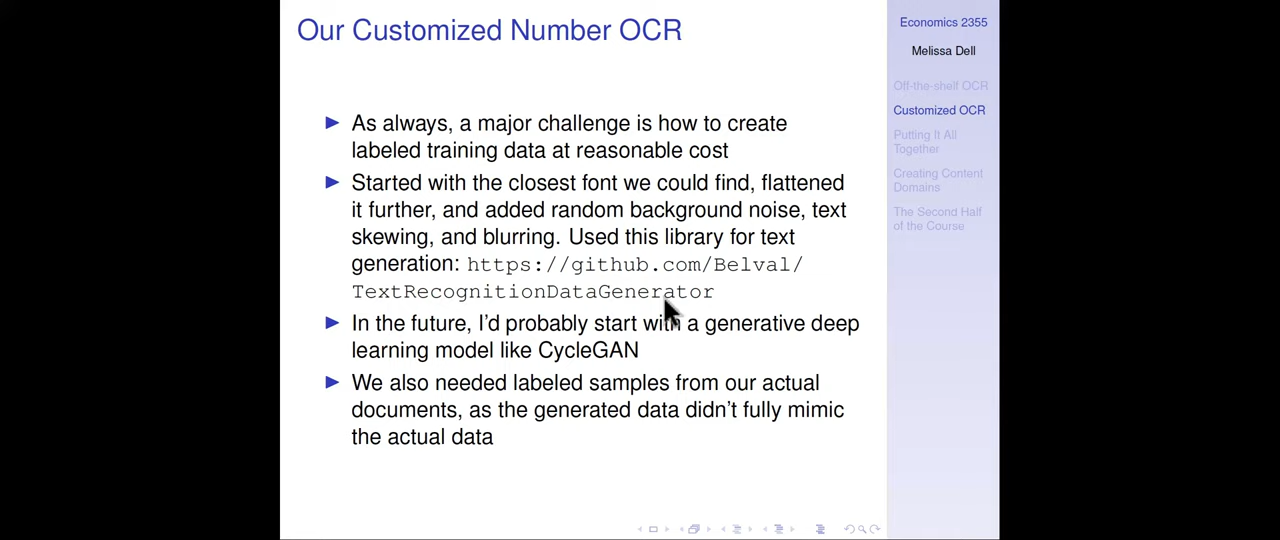 Our Customized Number OCR
As always, a major challenge is how to create
labeled training data at reasonable cost
Started with the closest font we could find, flattened
it further, and added random background noise, text
skewing, and blurring. Used this library for text
generation: https://github.com/Belval/
TextRecognitionDataGenerator
In the future, I'd probably start with a generative deep
learning model like CycleGAN
We also needed labeled samples from our actual
documents, as the generated data didn't fully mimic
the actual data
Economics 2355
Melissa Dell
Off-the-shelf OCR
Customized OCR
Putting It All
Together
Creating Content
Domains
The Second Half
of the Course